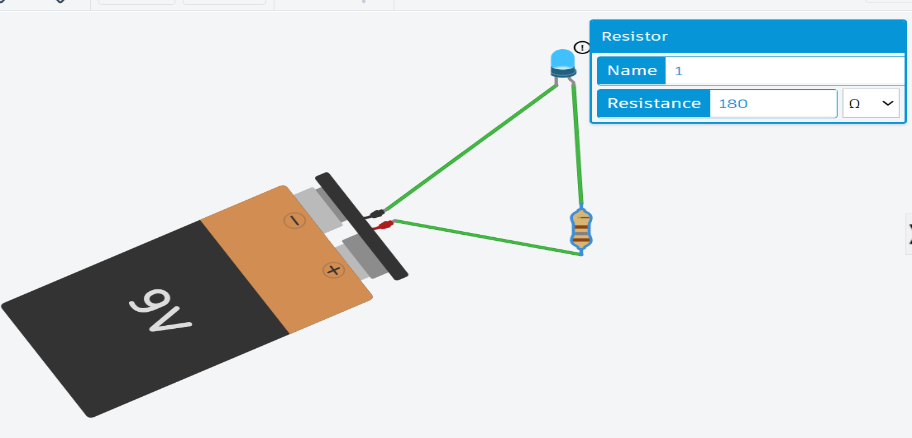 Resistor
Name 1
Resistance 180 Ω
9V